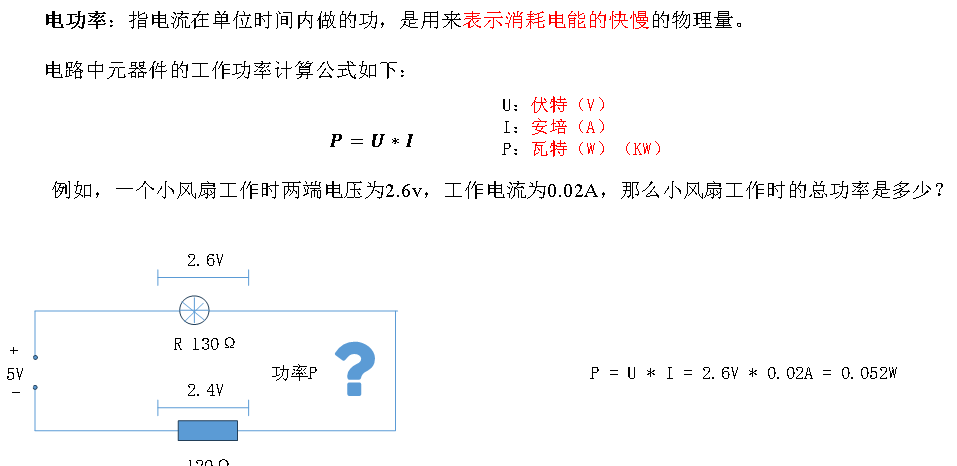 电功率：指电流在单位时间内做的功，是用来表示消耗电能的快慢的物理量。
电路中元器件的工作功率计算公式如下：
U：伏特（V）
P = U * I
I：安培（A）
P：瓦特（W）（KW）
例如，一个小风扇工作时两端电压为2.6v，工作电流为0.02A，那么小风扇工作时的总功率是多少？
2.6V
R 130Ω
+
5V
−
功率P
?
P = U * I = 2.6V * 0.02A = 0.052W
2.4V
120Ω